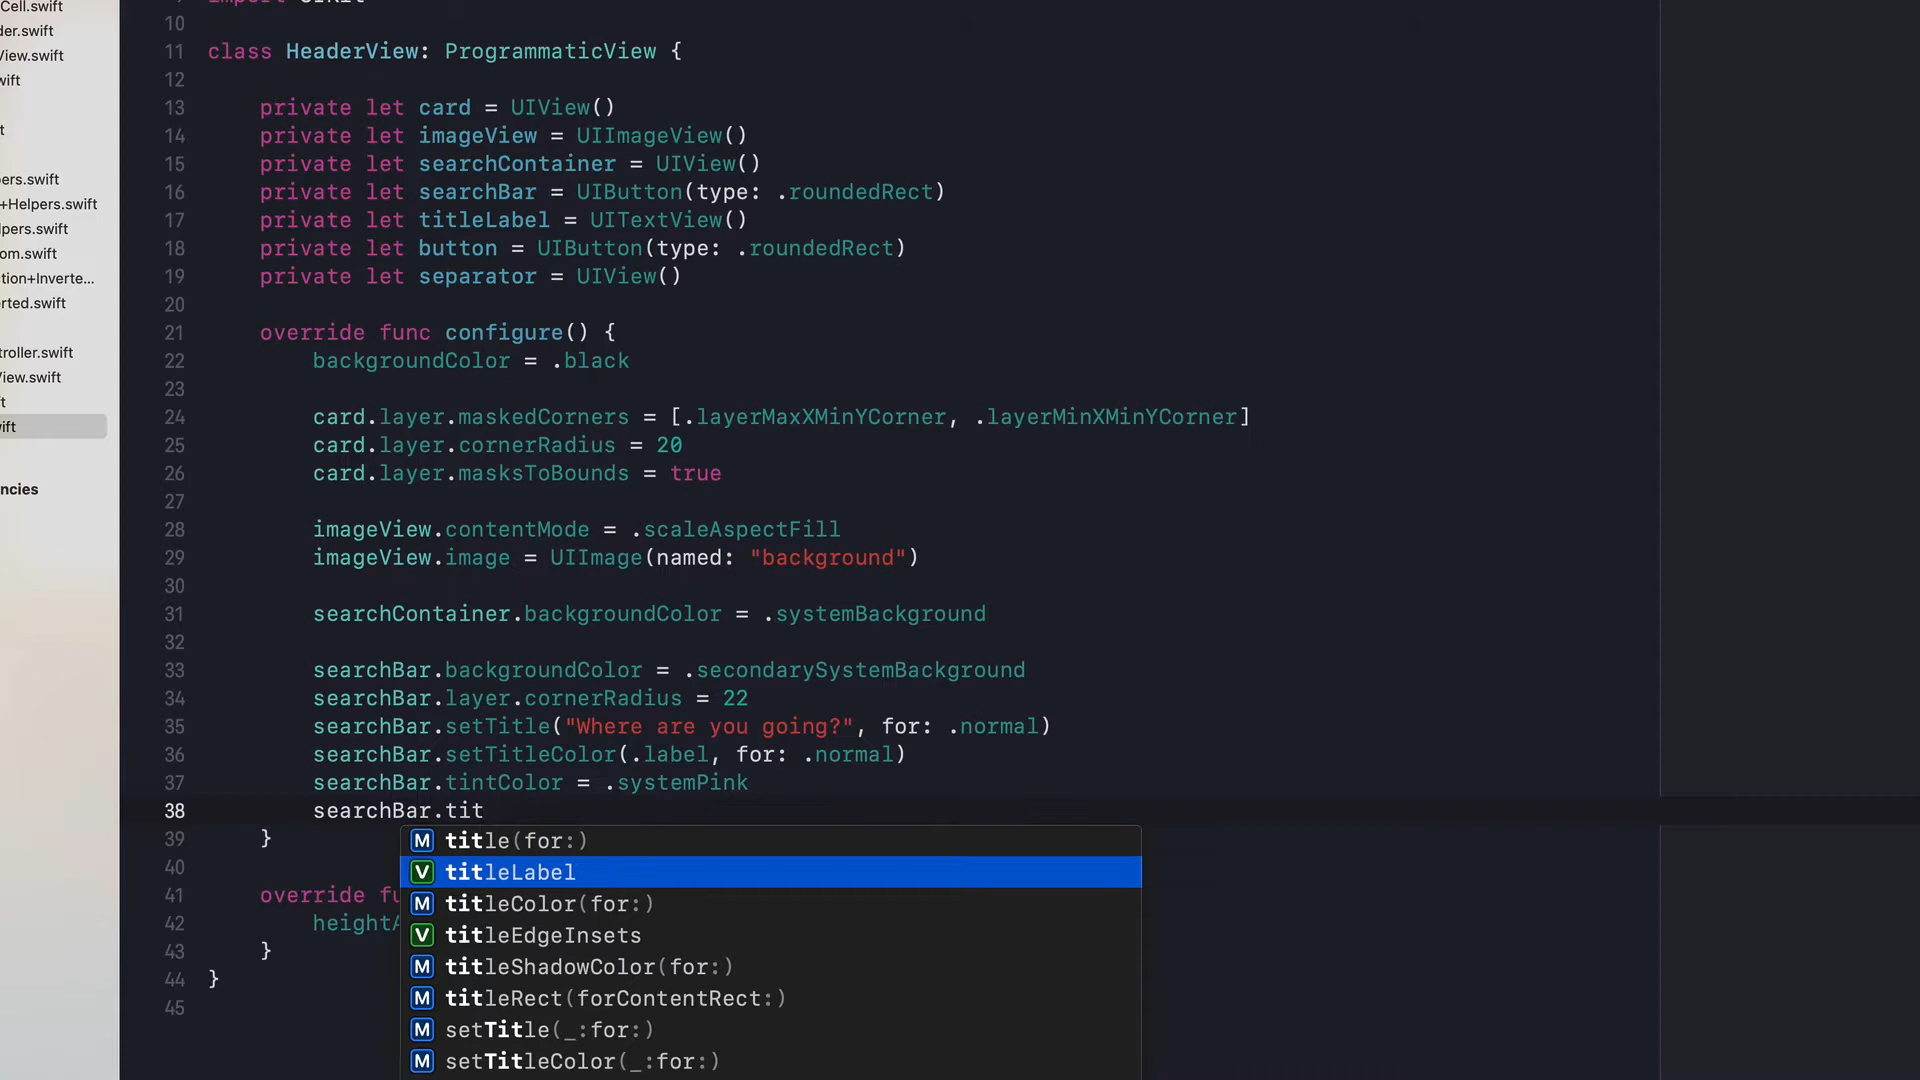 Cell.swift
der.swift
View.swift
wift
t
ers.swift
+Helpers.swift
lpers.swift
om.swift
ction+Inverte...
erted.swift
troller.swift
View.swift
ft
wift
ncies
10
11 class HeaderView: ProgrammaticView {
12
13 private let card = UIView()
14 private let imageView = UIImageView()
15 private let searchContainer = UIView()
16 private let searchBar = UIButton(type: .roundedRect)
17 private let titleLabel = UITextView()
18 private let button = UIButton(type: .roundedRect)
19 private let separator = UIView()
20
21 override func configure() {
22 backgroundColor = .black
23
24 card.layer.maskedCorners = [.layerMaxXMinYCorner, .layerMinXMinYCorner]
25 card.layer.cornerRadius = 20
26 card.layer.masksToBounds = true
27
28 imageView.contentMode = .scaleAspectFill
29 imageView.image = UIImage(named: "background")
30
31 searchContainer.backgroundColor = .systemBackground
32
33 searchBar.backgroundColor = .secondarySystemBackground
34 searchBar.layer.cornerRadius = 22
35 searchBar.setTitle("Where are you going?", for: .normal)
36 searchBar.setTitleColor(.label, for: .normal)
37 searchBar.tintColor = .systemPink
38 searchBar.tit
39 }
40
41 override fu
42 heightA
43 }
44 }
45
M title(for:)
V titleLabel
M titleColor(for:)
V titleEdgeInsets
M titleShadowColor(for:)
M titleRect(forContentRect:)
M setTitle(_:for:)
M setTitleColor(_:for:)